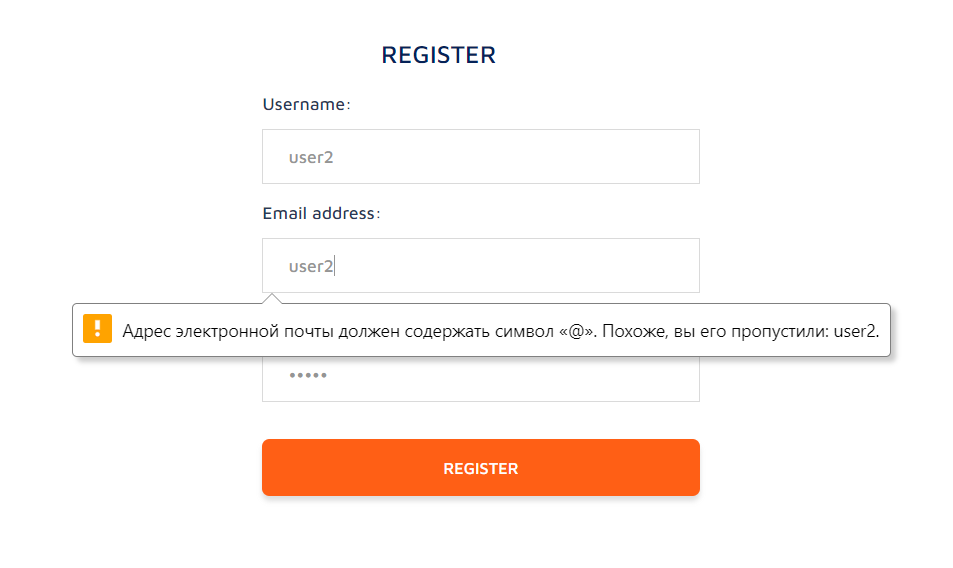 REGISTER
Username:
user2
Email address:
user2
Адрес электронной почты должен содержать символ «@». Похоже, вы его пропустили: user2.
•••••
REGISTER